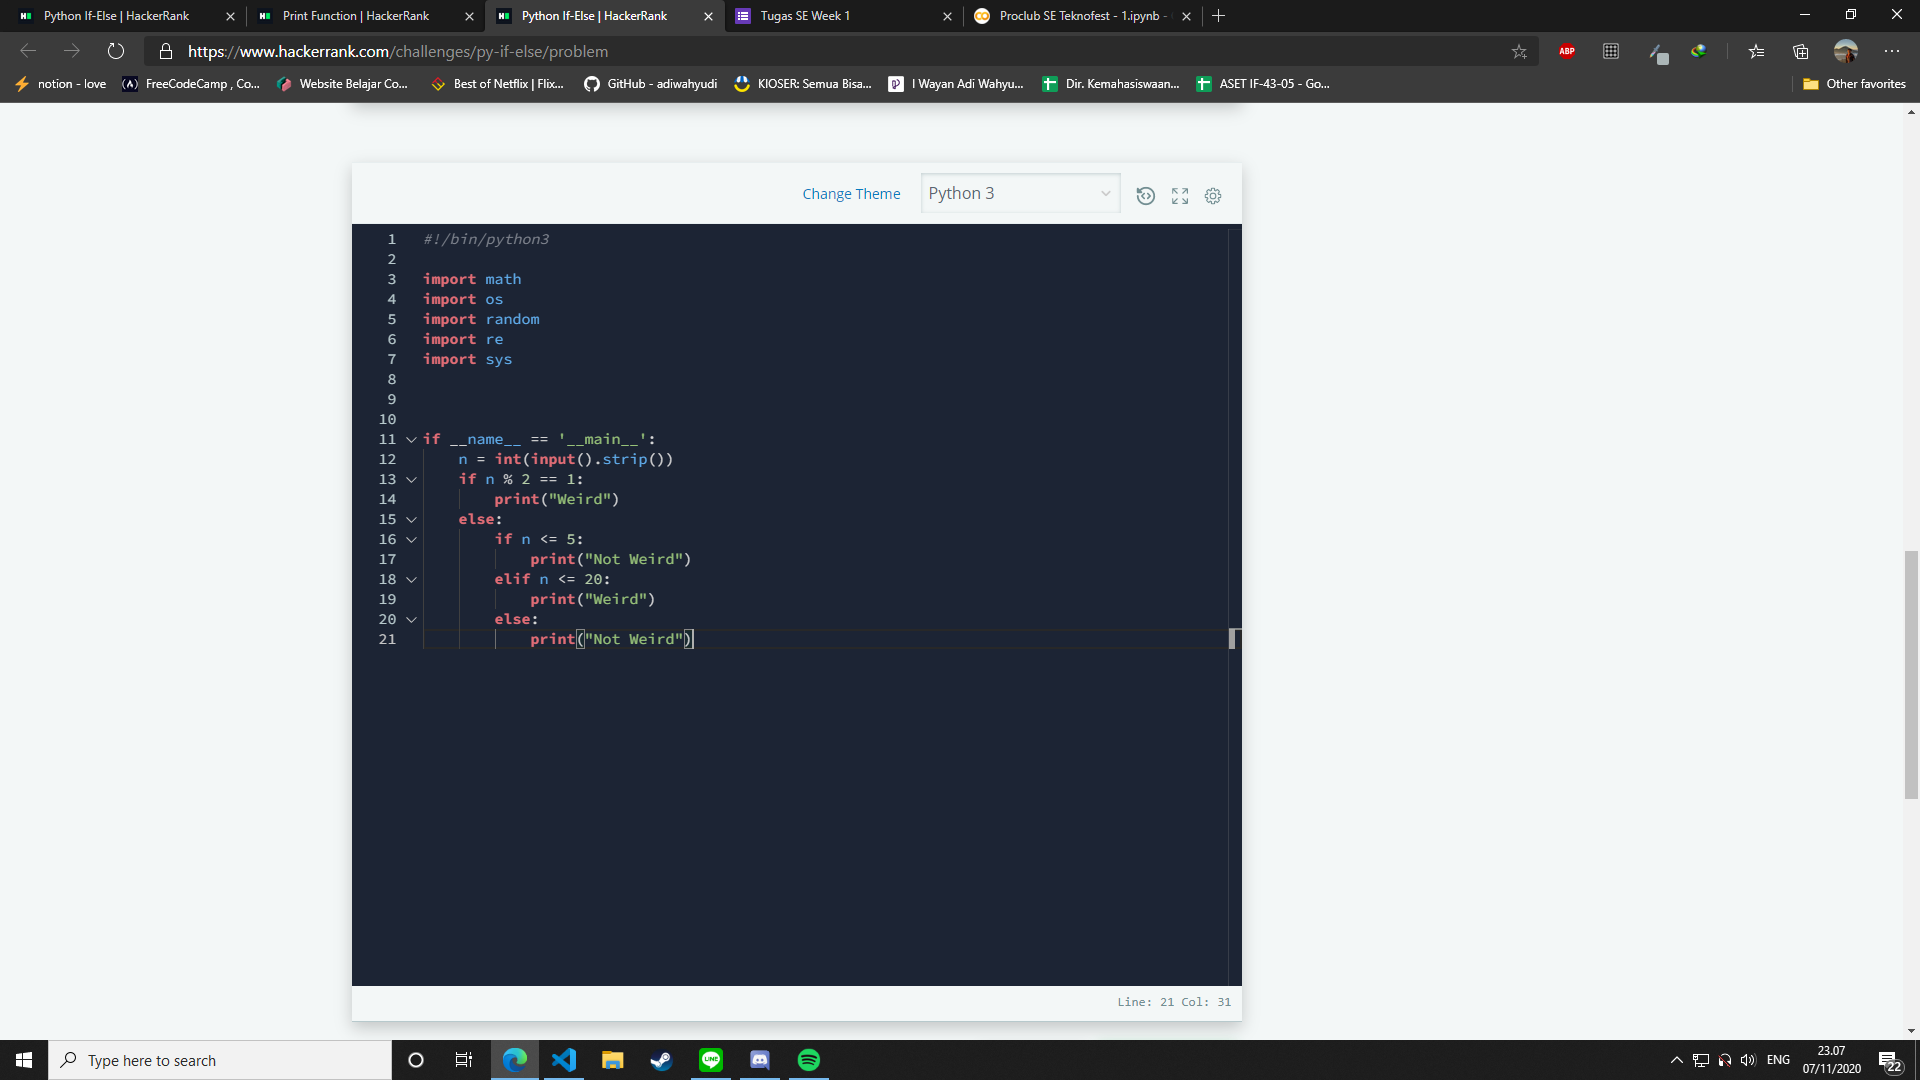 Python If-Else | HackerRank
Print Function | HackerRank
Python If-Else | HackerRank
Tugas SE Week 1
Proclub SE Teknofest - 1.ipynb -
https://www.hackerrank.com/challenges/py-if-else/problem
ABP
notion - love
FreeCodeCamp , Co...
Website Belajar Co...
Best of Netflix | Flix...
GitHub - adiwahyudi
KIOSER: Semua Bisa...
I Wayan Adi Wahyu...
Dir. Kemahasiswaan...
ASET IF-43-05 - Go...
Other favorites
Change Theme
Python 3
1 #!/bin/python3
2
3 import math
4 import os
5 import random
6 import re
7 import sys
8
9
10
11 if __name__ == '__main__':
12     n = int(input().strip())
13     if n % 2 == 1:
14         print("Weird")
15     else:
16         if n <= 5:
17             print("Not Weird")
18         elif n <= 20:
19             print("Weird")
20         else:
21             print("Not Weird")
Line: 21 Col: 31
Type here to search
LINE
ENG
23.07
07/11/2020
22